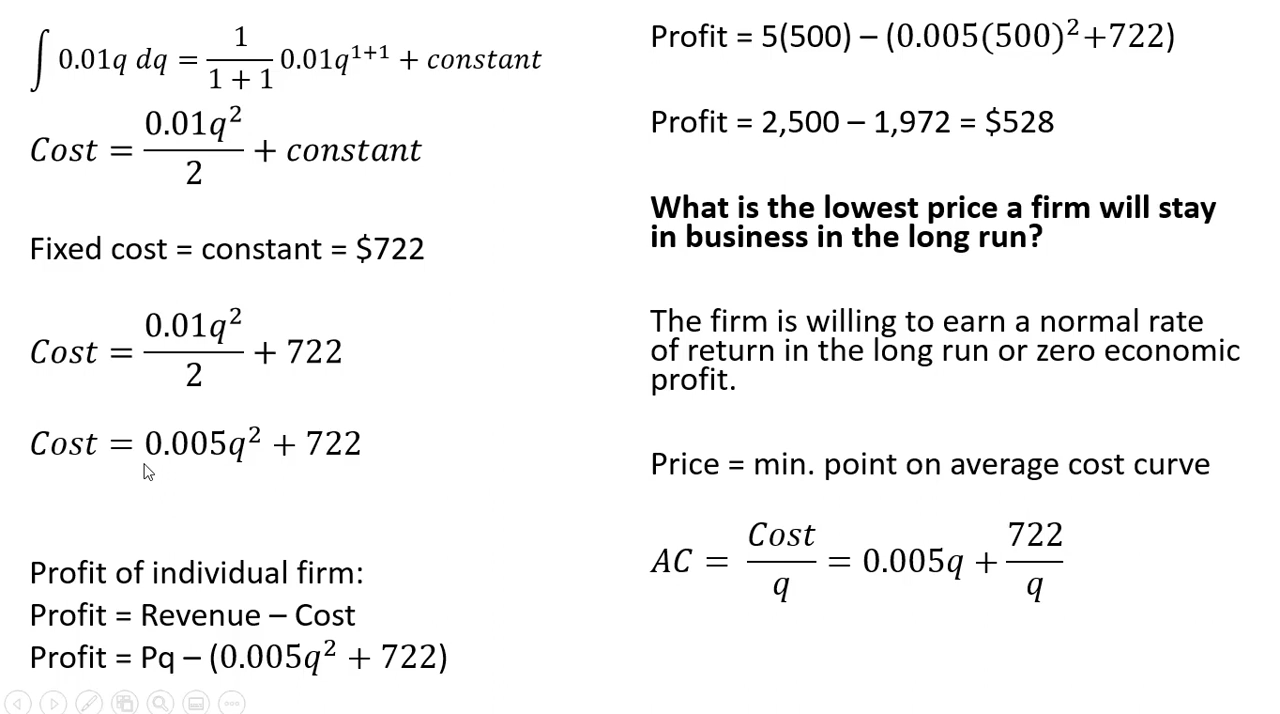 ∫ 0.01q dq = 1/(1 + 1) 0.01q¹⁺¹ + constant
Cost = 0.01q²/2 + constant
Fixed cost = constant = $722
Cost = 0.01q²/2 + 722
Cost = 0.005q² + 722
Profit of individual firm:
Profit = Revenue – Cost
Profit = Pq – (0.005q² + 722)
Profit = 5(500) – (0.005(500)²+722)
Profit = 2,500 – 1,972 = $528
What is the lowest price a firm will stay
in business in the long run?
The firm is willing to earn a normal rate
of return in the long run or zero economic
profit.
Price = min. point on average cost curve
AC = Cost/q = 0.005q + 722/q